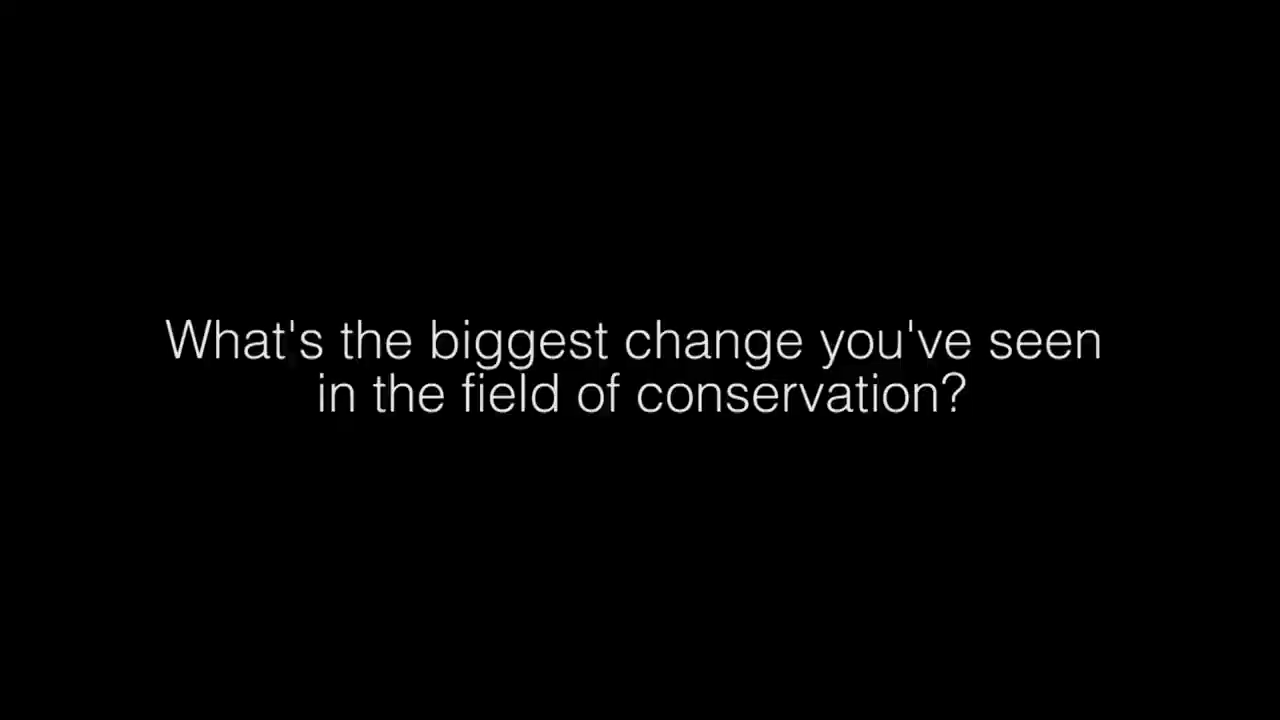 What's the biggest change you've seen
in the field of conservation?